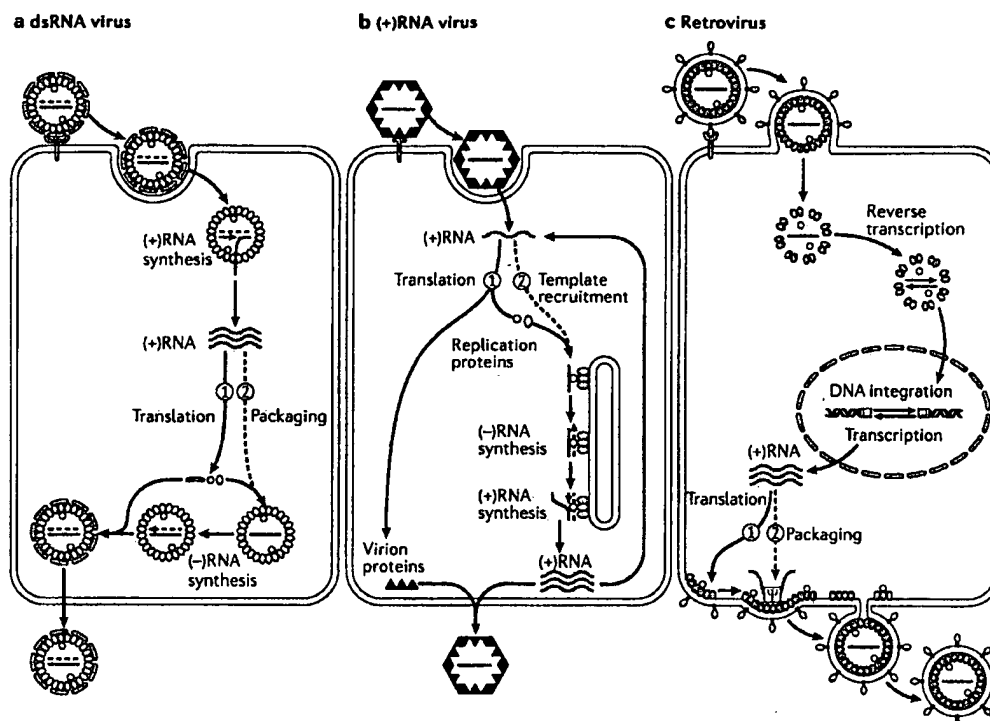 a dsRNA virus
(+)RNA
synthesis
(+)RNA
1
2
Translation
Packaging
(−)RNA
synthesis
b (+)RNA virus
(+)RNA
Translation
1
2
Template
recruitment
Replication
proteins
(−)RNA
synthesis
(+)RNA
synthesis
Virion
proteins
(+)RNA
c Retrovirus
Reverse
transcription
DNA integration
Transcription
(+)RNA
Translation
1
2
Packaging
Ψ